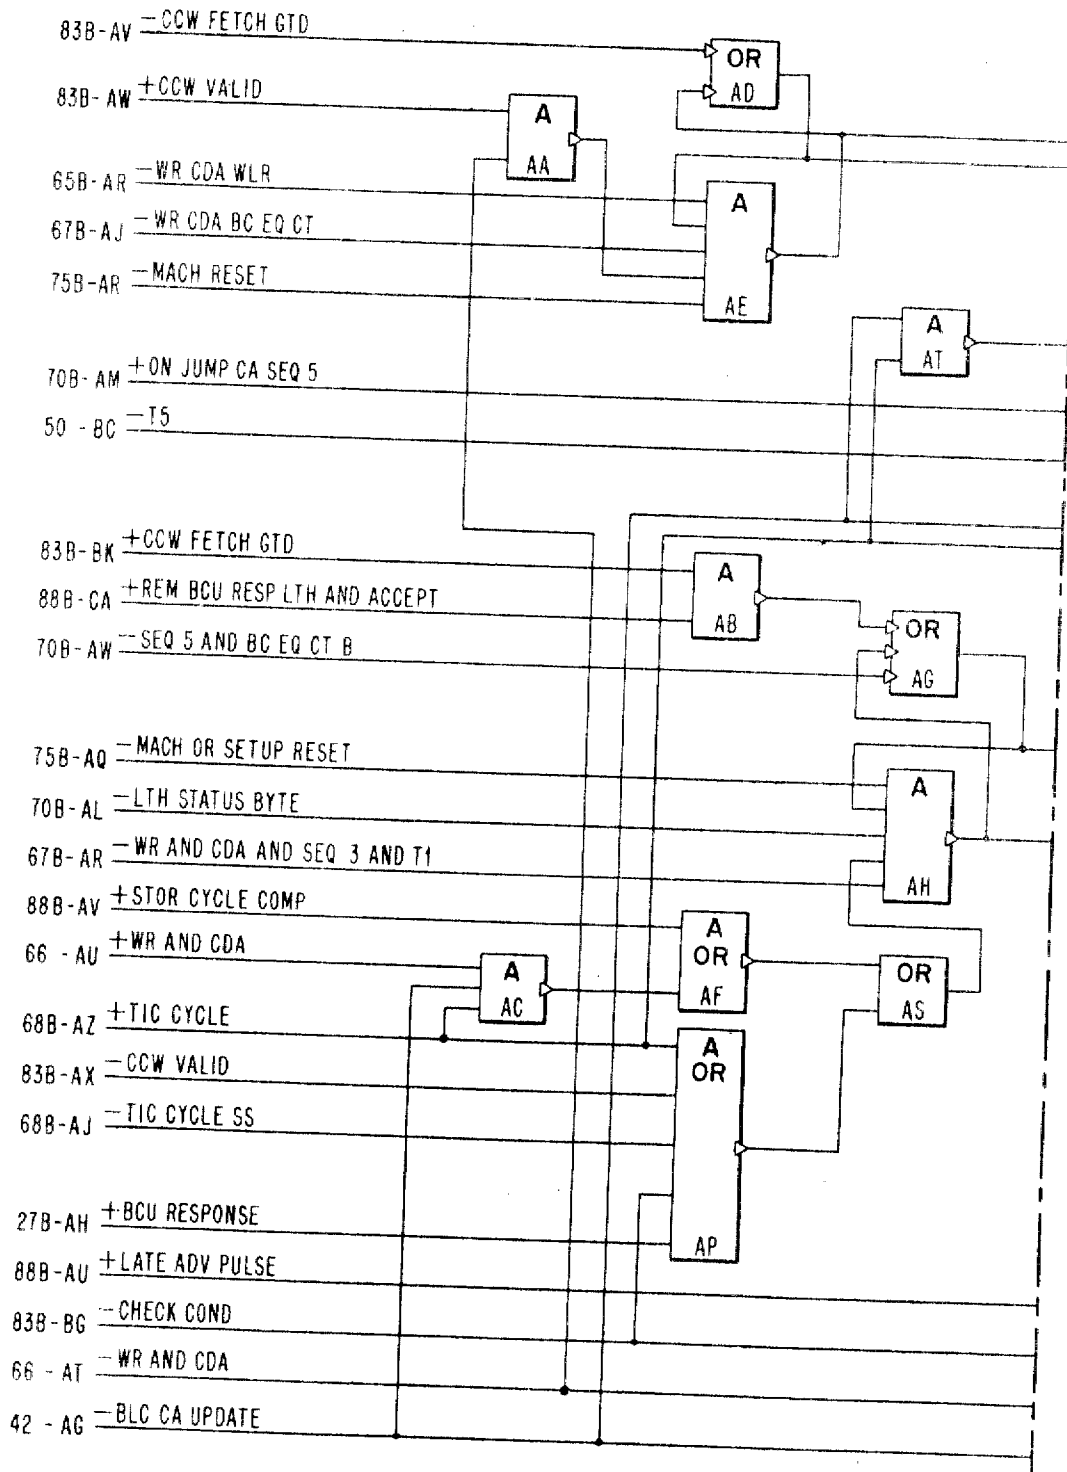 83B-AV −CCW FETCH GTD
OR
AD
83B-AW +CCW VALID
A
AA
65B-AR −WR CDA WLR
67B-AJ −WR CDA BC EQ CT
75B-AR −MACH RESET
A
AE
A
AT
70B-AM +ON JUMP CA SEQ 5
50 -BC −T5
83B-BK +CCW FETCH GTD
88B-CA +REM BCU RESP LTH AND ACCEPT
70B-AW −SEQ 5 AND BC EQ CT B
A
AB
OR
AG
75B-AQ −MACH OR SETUP RESET
70B-AL −LTH STATUS BYTE
67B-AR −WR AND CDA AND SEQ 3 AND T1
A
AH
88B-AV +STOR CYCLE COMP
66 -AU +WR AND CDA
A
AC
A
OR
AF
OR
AS
68B-AZ +TIC CYCLE
83B-AX −CCW VALID
68B-AJ −TIC CYCLE SS
A
OR
AP
27B-AH +BCU RESPONSE
88B-AU +LATE ADV PULSE
83B-BG −CHECK COND
66 -AT −WR AND CDA
42 -AG −BLC CA UPDATE